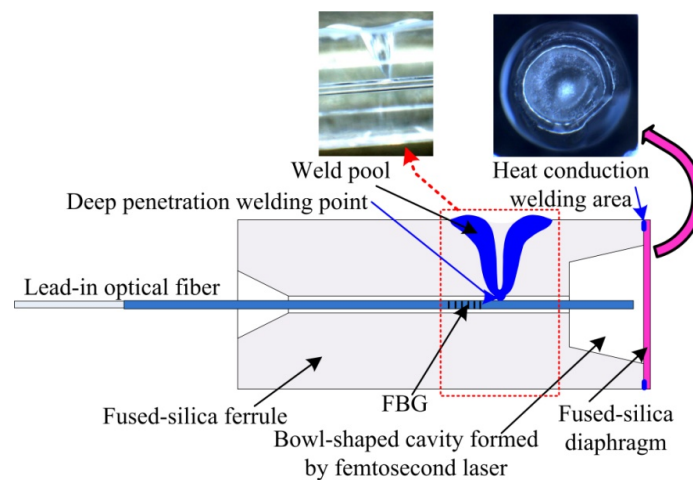 Weld pool
Deep penetration welding point
Heat conduction
welding area
Lead-in optical fiber
Fused-silica ferrule
FBG
Bowl-shaped cavity formed
by femtosecond laser
Fused-silica
diaphragm